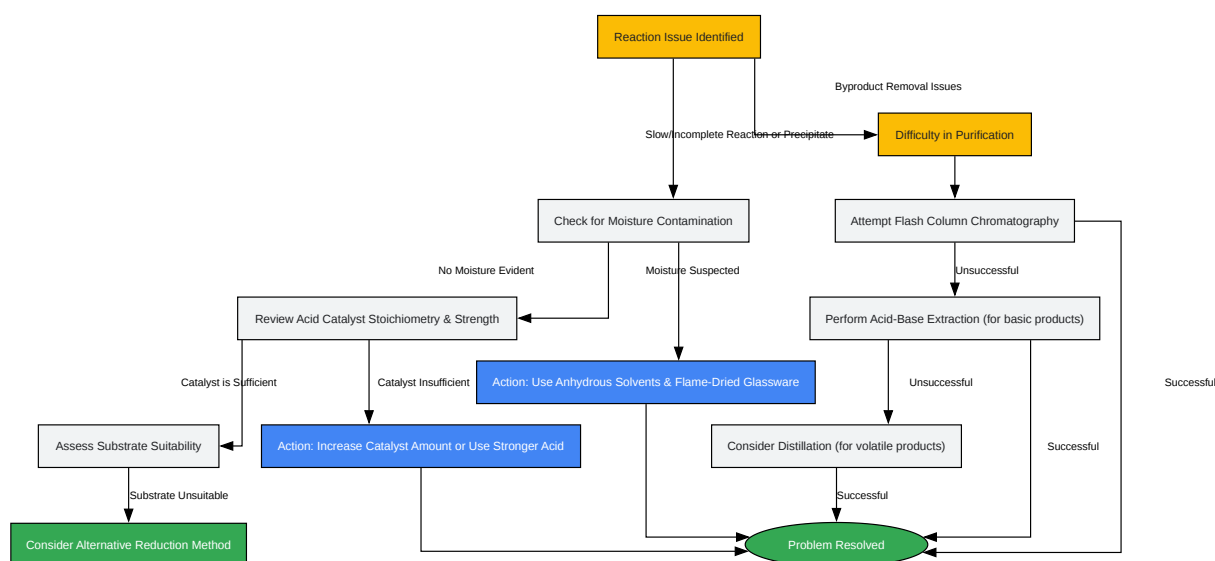 Reaction Issue Identified
Byproduct Removal Issues
Slow/Incomplete Reaction or Precipitate
Difficulty in Purification
Check for Moisture Contamination
Attempt Flash Column Chromatography
No Moisture Evident
Moisture Suspected
Unsuccessful
Review Acid Catalyst Stoichiometry & Strength
Perform Acid-Base Extraction (for basic products)
Catalyst is Sufficient
Catalyst Insufficient
Action: Use Anhydrous Solvents & Flame-Dried Glassware
Unsuccessful
Successful
Assess Substrate Suitability
Action: Increase Catalyst Amount or Use Stronger Acid
Consider Distillation (for volatile products)
Successful
Substrate Unsuitable
Successful
Consider Alternative Reduction Method
Problem Resolved